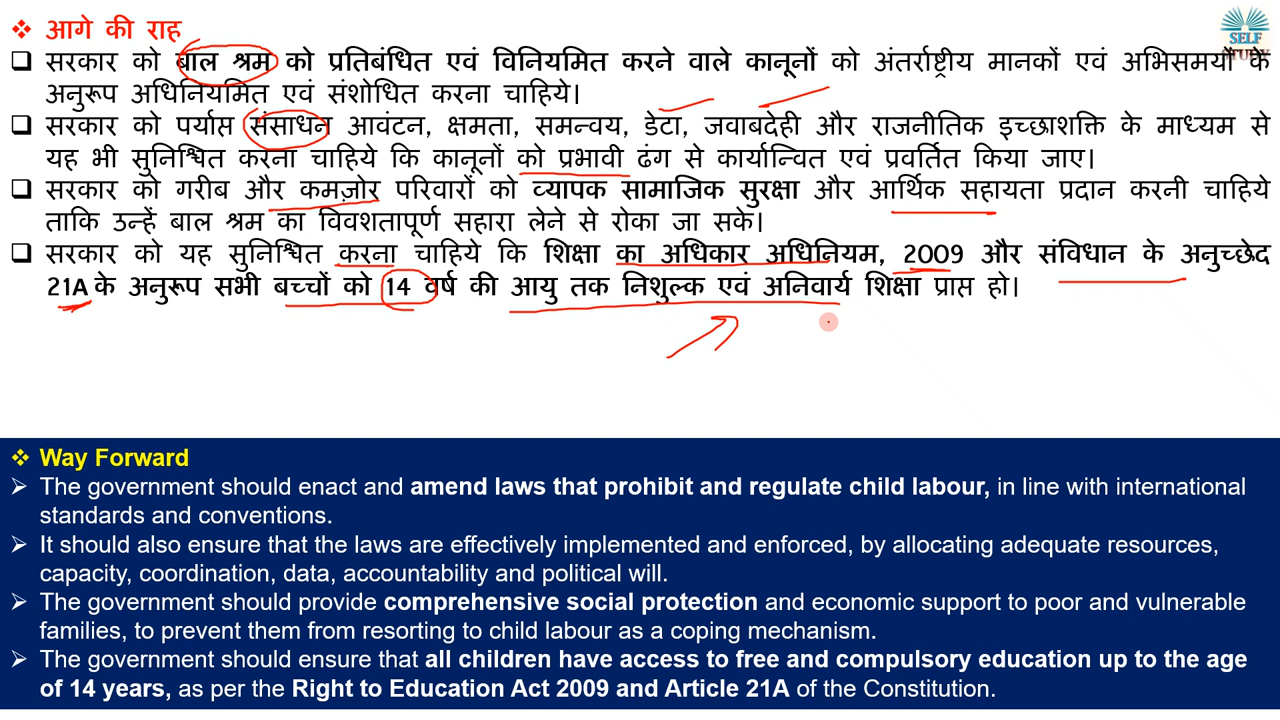 ❖ आगे की राह
SELF
STUDY
❑ सरकार को बाल श्रम को प्रतिबंधित एवं विनियमित करने वाले कानूनों को अंतर्राष्ट्रीय मानकों एवं अभिसमयों के
अनुरूप अधिनियमित एवं संशोधित करना चाहिये।
❑ सरकार को पर्याप्त संसाधन आवंटन, क्षमता, समन्वय, डेटा, जवाबदेही और राजनीतिक इच्छाशक्ति के माध्यम से
यह भी सुनिश्चित करना चाहिये कि कानूनों को प्रभावी ढंग से कार्यान्वित एवं प्रवर्तित किया जाए।
❑ सरकार को गरीब और कमज़ोर परिवारों को व्यापक सामाजिक सुरक्षा और आर्थिक सहायता प्रदान करनी चाहिये
ताकि उन्हें बाल श्रम का विवशतापूर्ण सहारा लेने से रोका जा सके।
❑ सरकार को यह सुनिश्चित करना चाहिये कि शिक्षा का अधिकार अधिनियम, 2009 और संविधान के अनुच्छेद
21A के अनुरूप सभी बच्चों को 14 वर्ष की आयु तक निशुल्क एवं अनिवार्य शिक्षा प्राप्त हो।
❖ Way Forward
➢ The government should enact and amend laws that prohibit and regulate child labour, in line with international
standards and conventions.
➢ It should also ensure that the laws are effectively implemented and enforced, by allocating adequate resources,
capacity, coordination, data, accountability and political will.
➢ The government should provide comprehensive social protection and economic support to poor and vulnerable
families, to prevent them from resorting to child labour as a coping mechanism.
➢ The government should ensure that all children have access to free and compulsory education up to the age
of 14 years, as per the Right to Education Act 2009 and Article 21A of the Constitution.